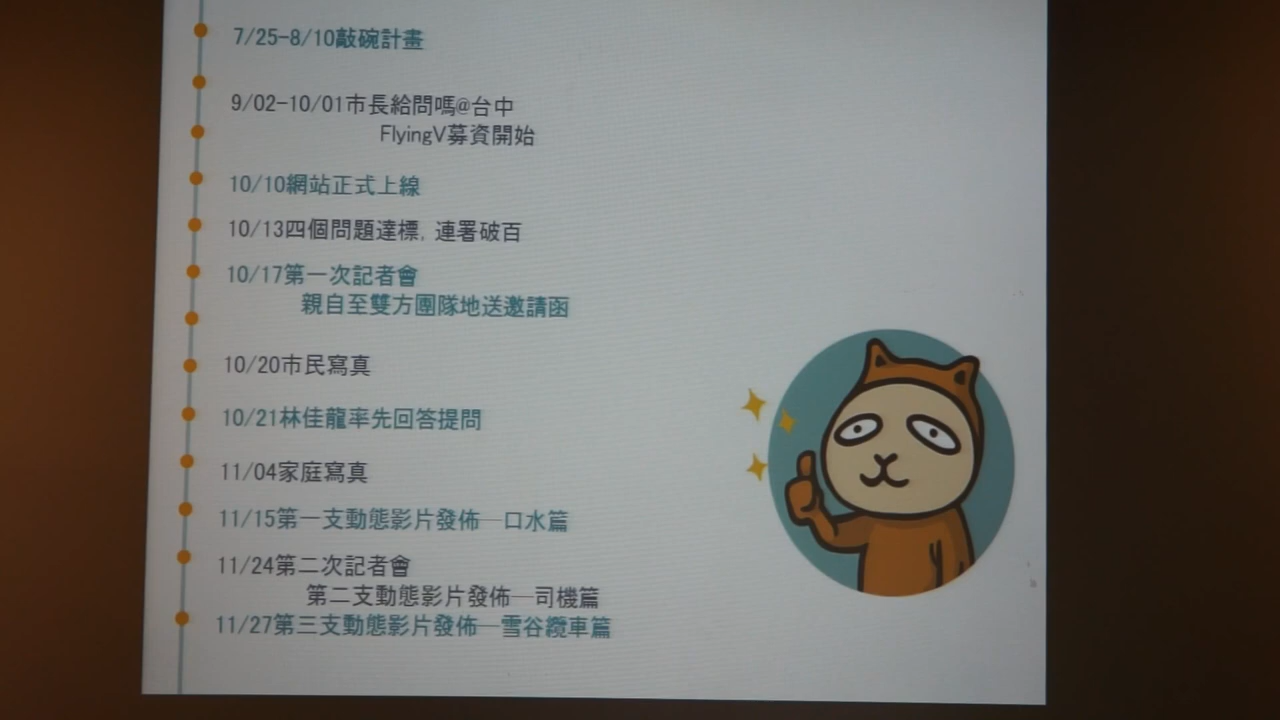 7/25-8/10敲碗計畫
9/02-10/01市長給問嗎@台中
FlyingV募資開始
10/10網站正式上線
10/13四個問題達標, 連署破百
10/17第一次記者會
親自至雙方團隊地送邀請函
10/20市民寫真
10/21林佳龍率先回答提問
11/04家庭寫真
11/15第一支動態影片發佈─口水篇
11/24第二次記者會
第二支動態影片發佈─司機篇
11/27第三支動態影片發佈─雪谷纜車篇